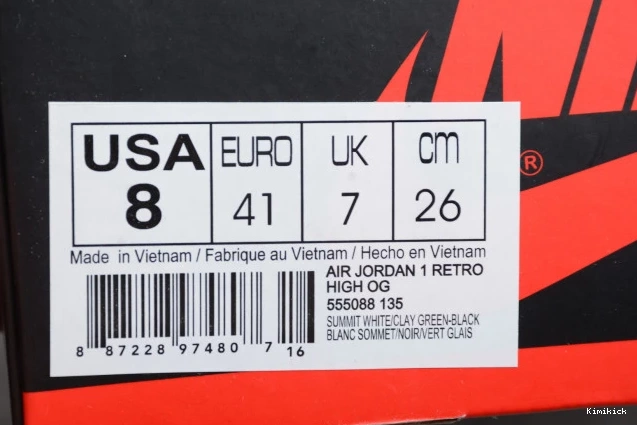 USA EURO UK cm
8 41 7 26
Made in Vietnam / Fabrique au Vietnam / Hecho en Vietnam
AIR JORDAN 1 RETRO
HIGH OG
555088 135
SUMMIT WHITE/CLAY GREEN-BLACK
BLANC SOMMET/NOIR/VERT GLAIS
8 87228 97480 7 16
®
Kimikick